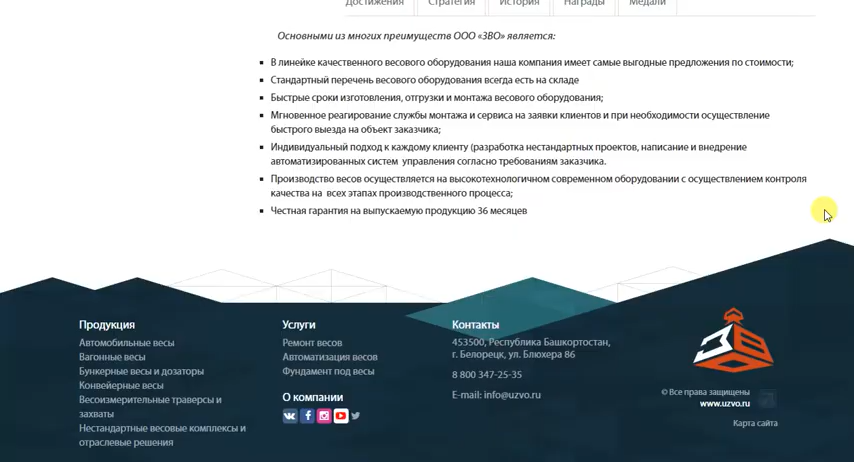 Достижения Стратегия История Награды Медали
Основными из многих преимуществ ООО «ЗВО» является:
В линейке качественного весового оборудования наша компания имеет самые выгодные предложения по стоимости;
Стандартный перечень весового оборудования всегда есть на складе
Быстрые сроки изготовления, отгрузки и монтажа весового оборудования;
Мгновенное реагирование службы монтажа и сервиса на заявки клиентов и при необходимости осуществление
быстрого выезда на объект заказчика;
Индивидуальный подход к каждому клиенту (разработка нестандартных проектов, написание и внедрение
автоматизированных систем управления согласно требованиям заказчика.
Производство весов осуществляется на высокотехнологичном современном оборудовании с осуществлением контроля
качества на всех этапах производственного процесса;
Честная гарантия на выпускаемую продукцию 36 месяцев
Продукция
Автомобильные весы
Вагонные весы
Бункерные весы и дозаторы
Конвейерные весы
Весоизмерительные траверсы и
захваты
Нестандартные весовые комплексы и
отраслевые решения
Услуги
Ремонт весов
Автоматизация весов
Фундамент под весы
О компании
Контакты
453500, Республика Башкортостан,
г. Белорецк, ул. Блюхера 86
8 800 347-25-35
E-mail: info@uzvo.ru
ЗВО
© Все права защищены
www.uzvo.ru
Карта сайта